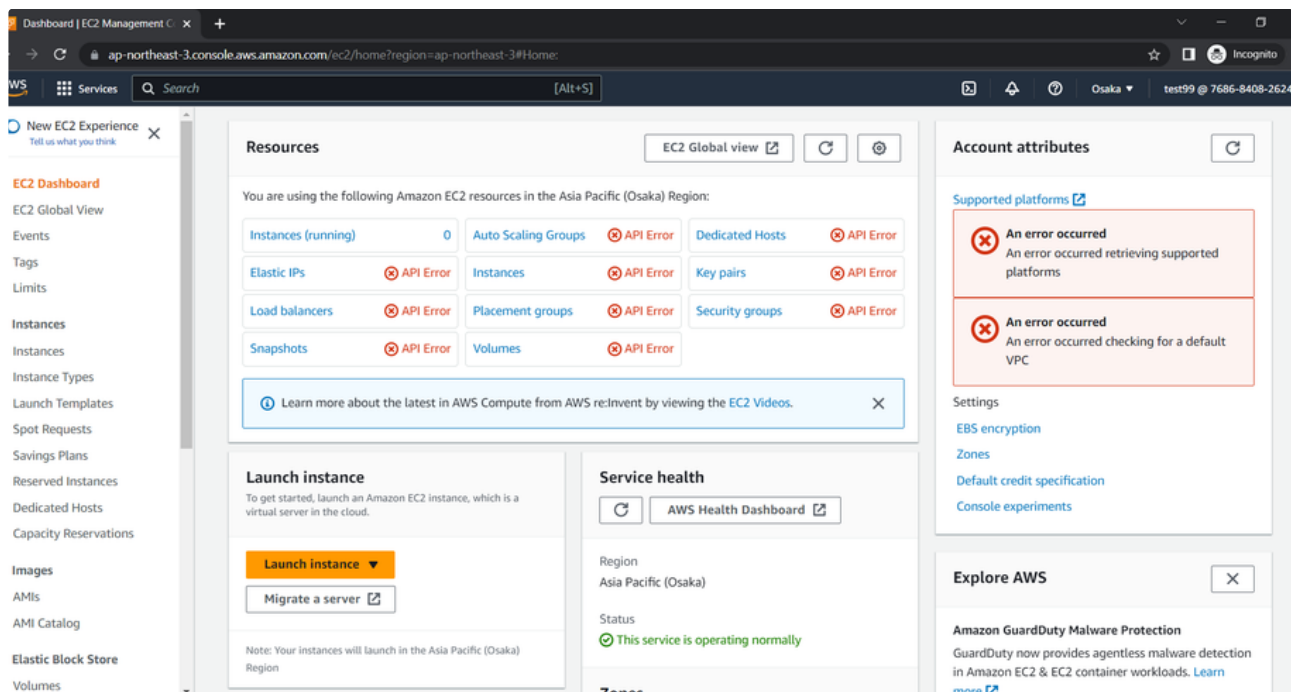 Dashboard | EC2 Management C
ap-northeast-3.console.aws.amazon.com/ec2/home?region=ap-northeast-3#Home:
Incognito
Services
Search
[Alt+S]
Osaka
test99 @ 7686-8408-2624
New EC2 Experience
Tell us what you think
EC2 Dashboard
EC2 Global View
Events
Tags
Limits
Instances
Instances
Instance Types
Launch Templates
Spot Requests
Savings Plans
Reserved Instances
Dedicated Hosts
Capacity Reservations
Images
AMIs
AMI Catalog
Elastic Block Store
Volumes
Resources
EC2 Global view
You are using the following Amazon EC2 resources in the Asia Pacific (Osaka) Region:
Instances (running) 0
Auto Scaling Groups API Error
Dedicated Hosts API Error
Elastic IPs API Error
Instances API Error
Key pairs API Error
Load balancers API Error
Placement groups API Error
Security groups API Error
Snapshots API Error
Volumes API Error
Learn more about the latest in AWS Compute from AWS re:Invent by viewing the EC2 Videos.
Launch instance
To get started, launch an Amazon EC2 instance, which is a
virtual server in the cloud.
Launch instance
Migrate a server
Note: Your instances will launch in the Asia Pacific (Osaka)
Region
Service health
AWS Health Dashboard
Region
Asia Pacific (Osaka)
Status
This service is operating normally
Account attributes
Supported platforms
An error occurred
An error occurred retrieving supported
platforms
An error occurred
An error occurred checking for a default
VPC
Settings
EBS encryption
Zones
Default credit specification
Console experiments
Explore AWS
Amazon GuardDuty Malware Protection
GuardDuty now provides agentless malware detection
in Amazon EC2 & EC2 container workloads. Learn